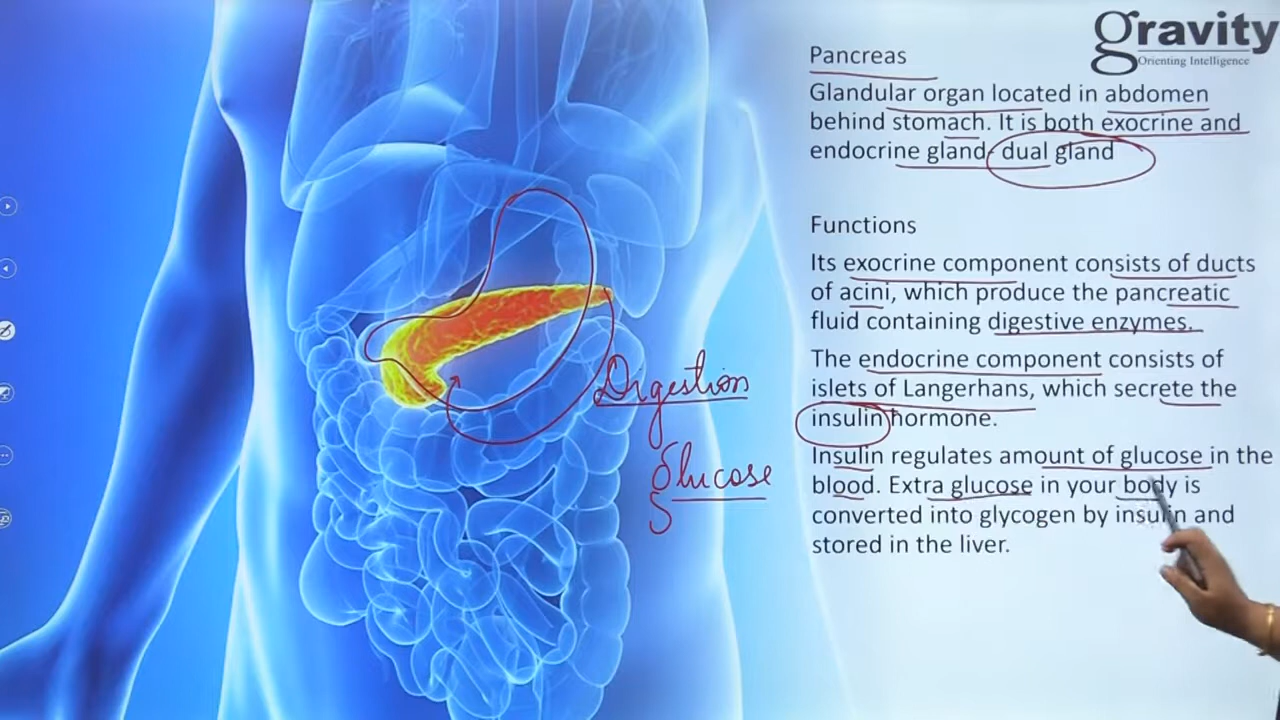 gravity
Orienting Intelligence
Pancreas
Glandular organ located in abdomen
behind stomach. It is both exocrine and
endocrine gland, dual gland
Functions
Its exocrine component consists of ducts
of acini, which produce the pancreatic
fluid containing digestive enzymes.
The endocrine component consists of
islets of Langerhans, which secrete the
insulin hormone.
Insulin regulates amount of glucose in the
blood. Extra glucose in your body is
converted into glycogen by insulin and
stored in the liver.
Digestion
Glucose